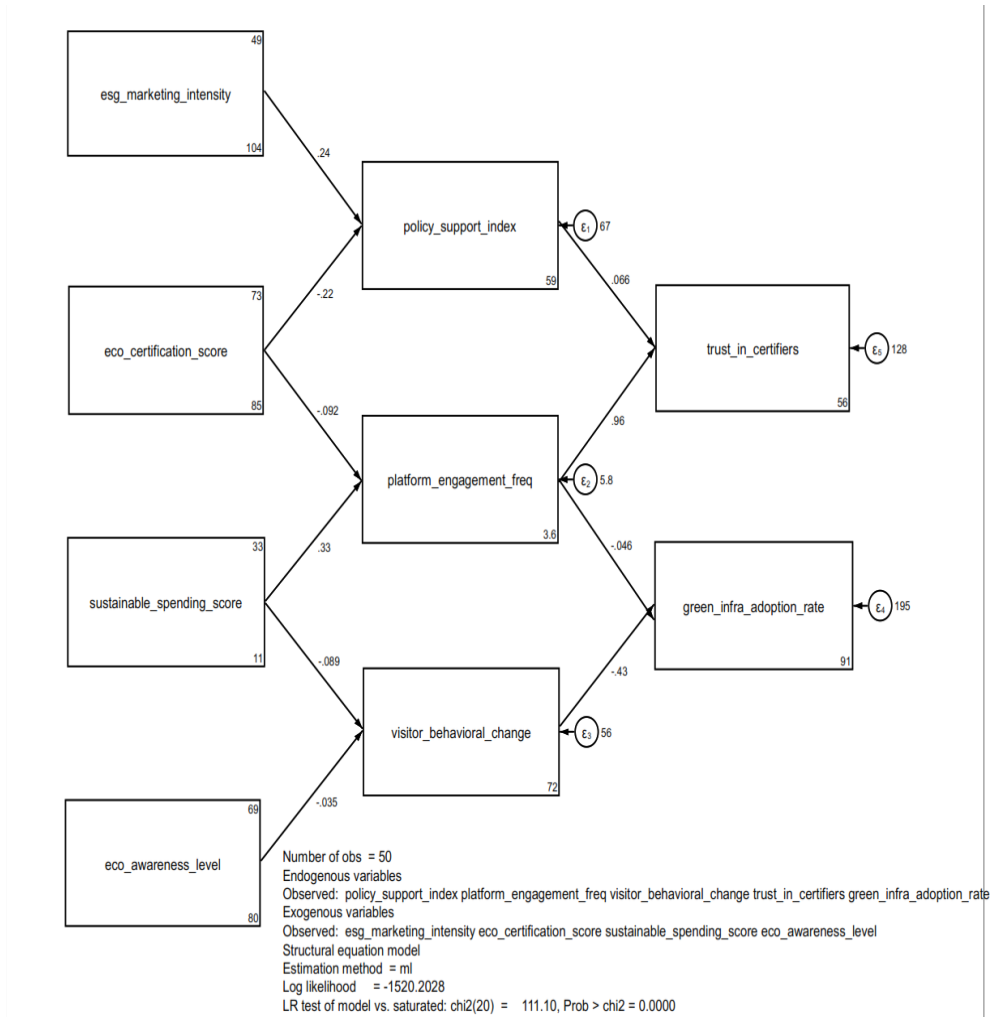 49
esg_marketing_intensity
104
.24
policy_support_index
ε₁ 67
59
.066
73
-.22
eco_certification_score
85
trust_in_certifiers
ε₅ 128
56
-.092
.96
platform_engagement_freq
ε₂ 5.8
3.6
33
.33
-.046
sustainable_spending_score
11
green_infra_adoption_rate
ε₄ 195
91
-.089
-.43
visitor_behavioral_change
ε₃ 56
72
69
-.035
eco_awareness_level
80
Number of obs = 50
Endogenous variables
Observed: policy_support_index platform_engagement_freq visitor_behavioral_change trust_in_certifiers green_infra_adoption_rate
Exogenous variables
Observed: esg_marketing_intensity eco_certification_score sustainable_spending_score eco_awareness_level
Structural equation model
Estimation method = ml
Log likelihood = -1520.2028
LR test of model vs. saturated: chi2(20) = 111.10, Prob > chi2 = 0.0000